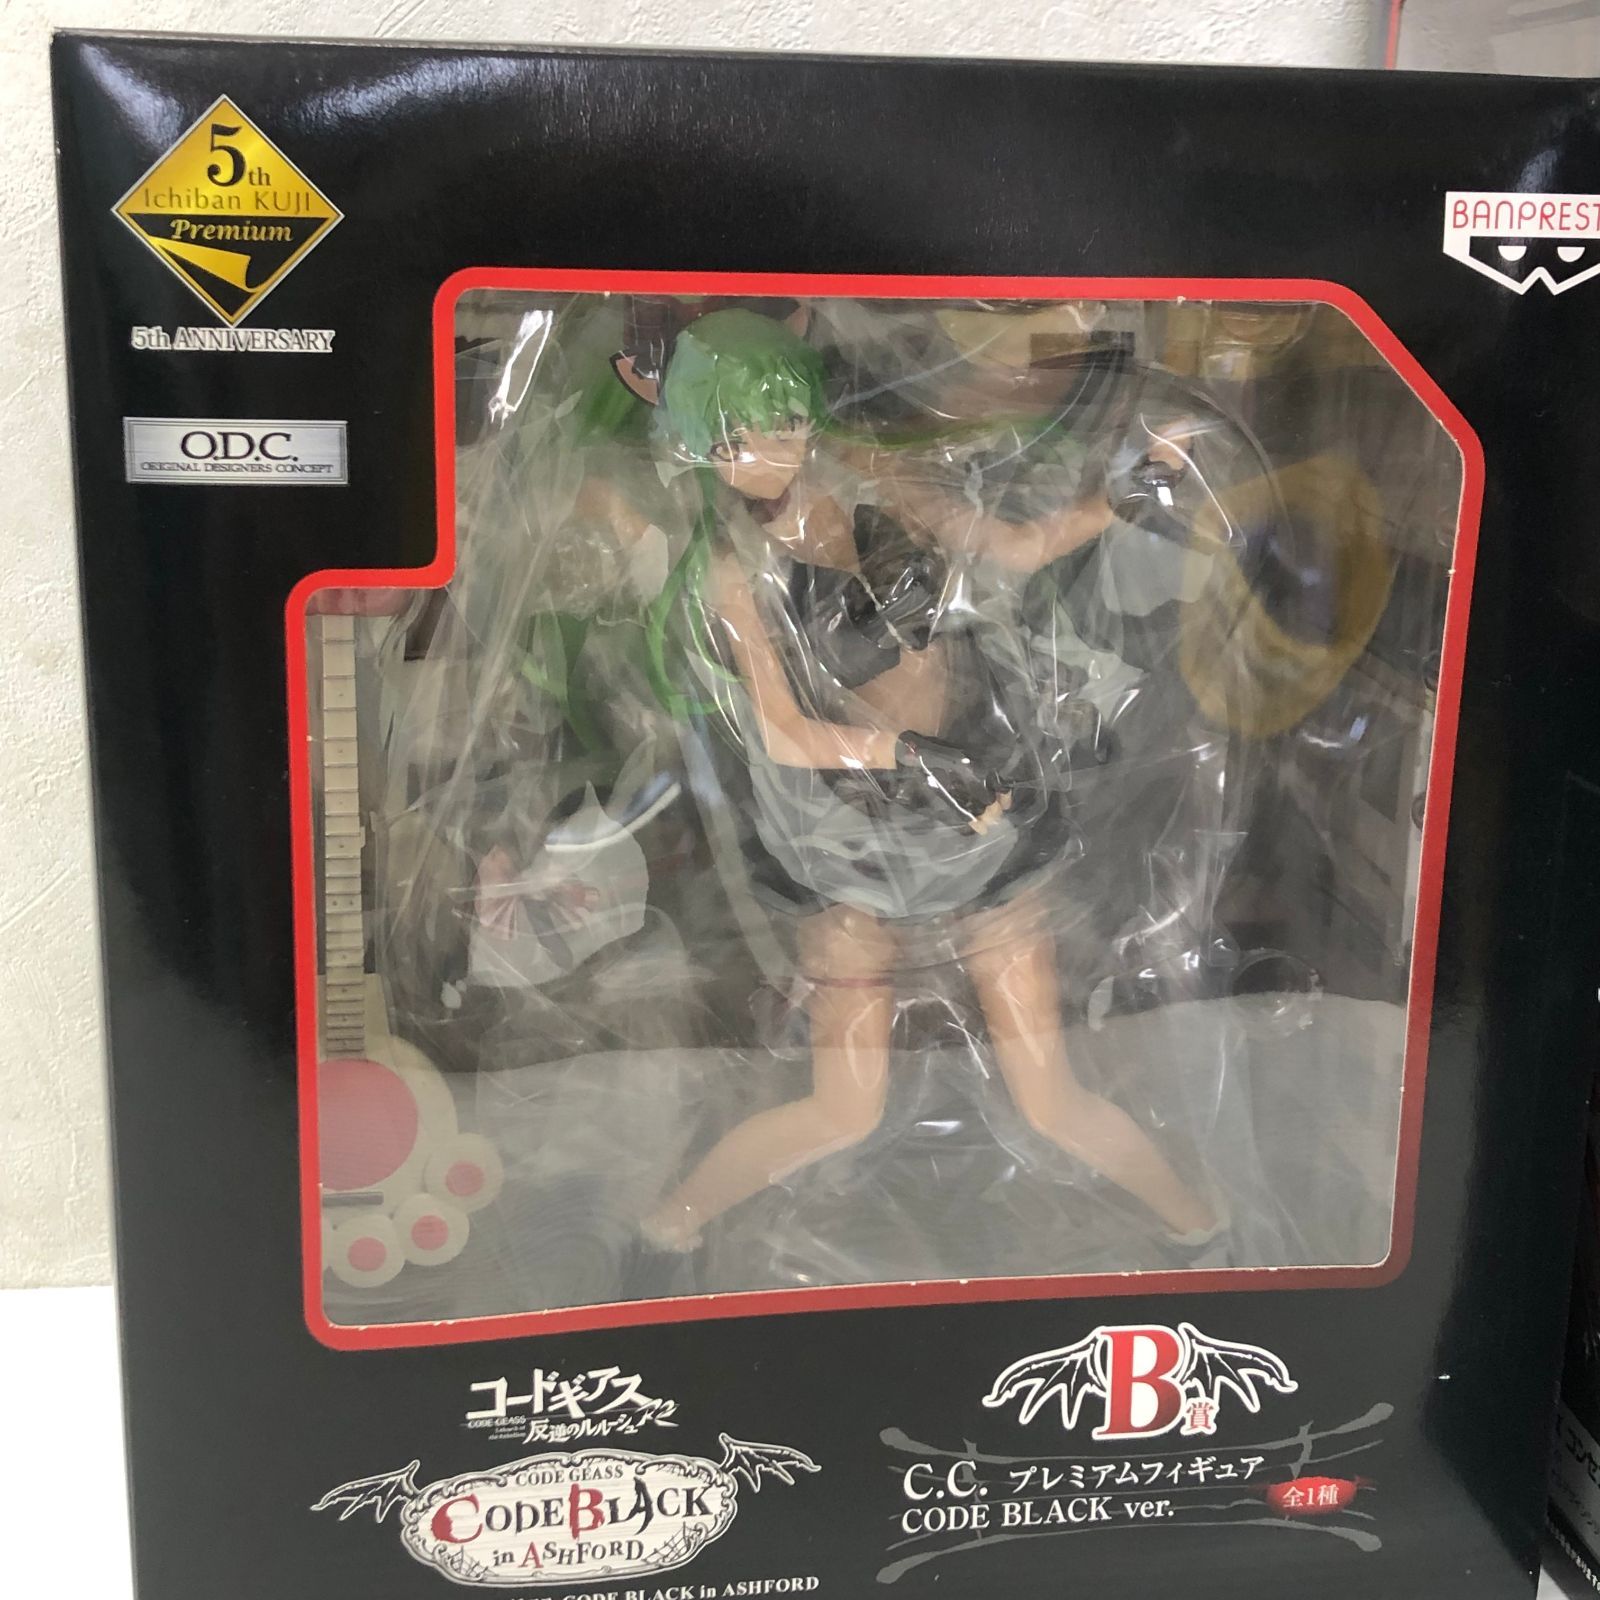 5th
Ichiban KUJI
Premium
5th ANNIVERSARY
O.D.C.
ORIGINAL DESIGNERS CONCEPT
BANPREST
コードギアス
CODE GEASS
反逆のルルーシュR2
CODE GEASS
CODE BLACK
in ASHFORD
CODE BLACK in ASHFORD
B賞
C.C. プレミアムフィギュア
CODE BLACK ver.
全1種